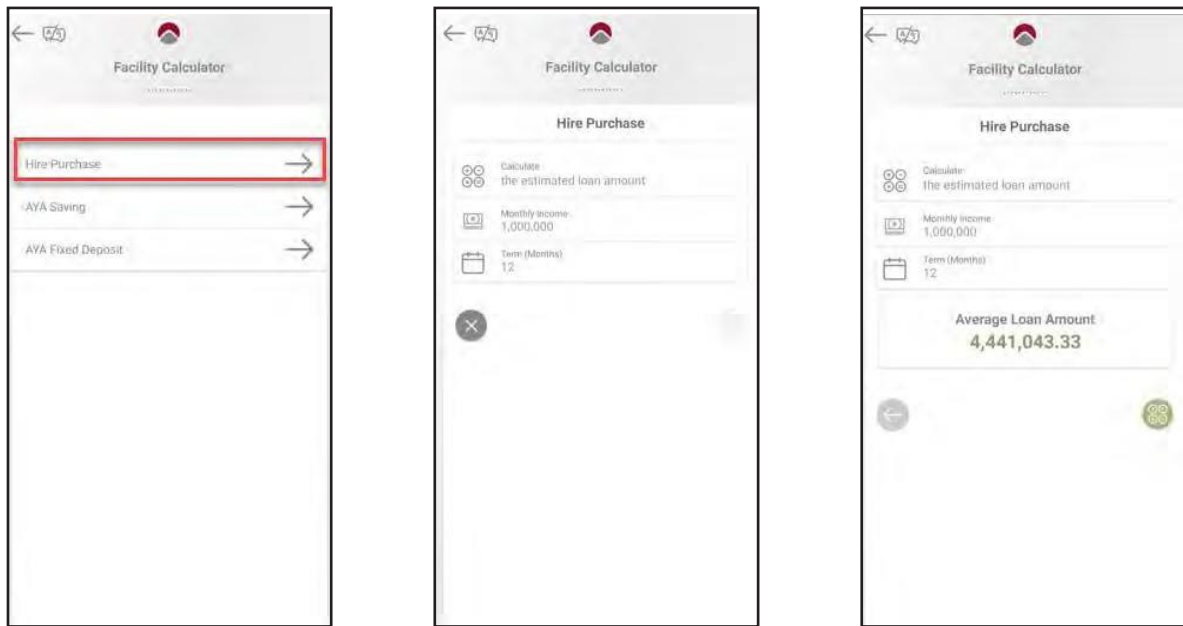 Facility Calculator
Hire Purchase
AYA Saving
AYA Fixed Deposit
Facility Calculator
Hire Purchase
Calculate
the estimated loan amount
Monthly Income
1,000,000
Term (Months)
12
Facility Calculator
Hire Purchase
Calculate
the estimated loan amount
Monthly Income
1,000,000
Term (Months)
12
Average Loan Amount
4,441,043.33